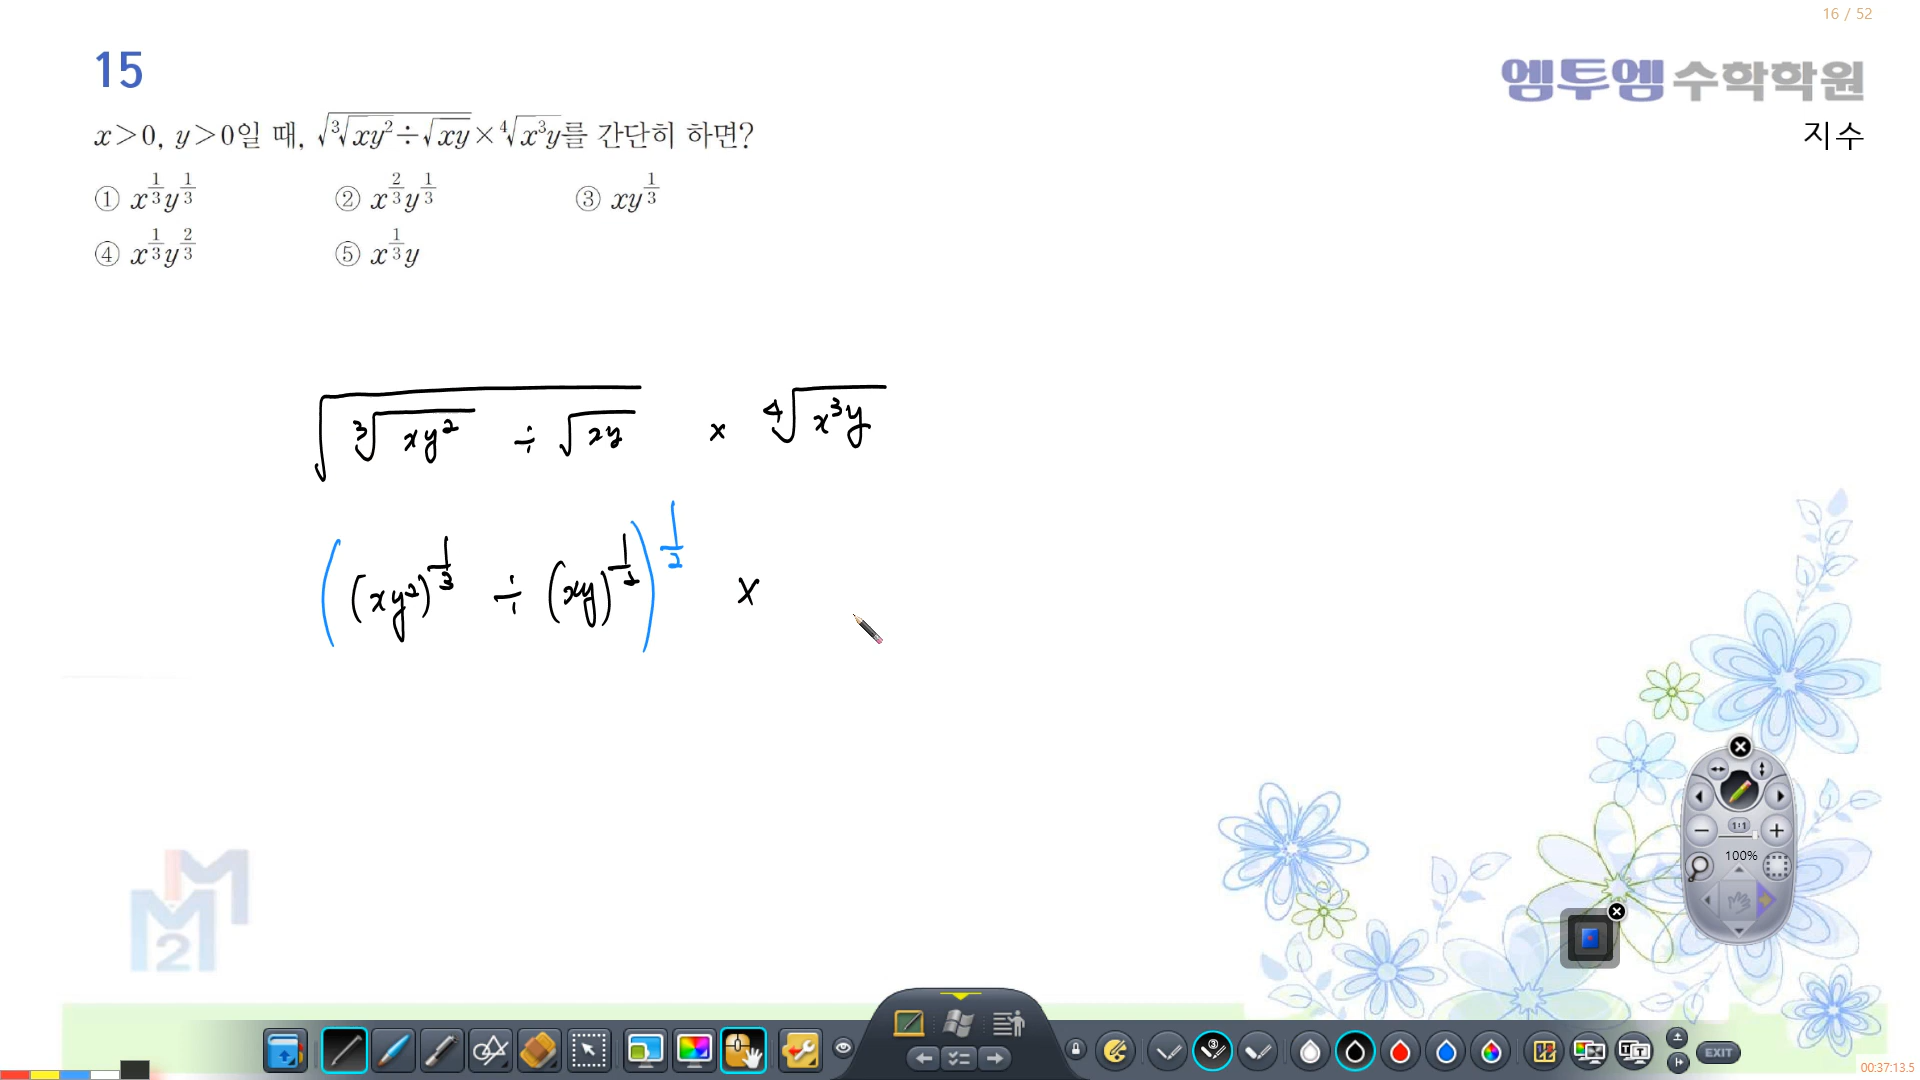 16 / 52
15
엠투엠수학학원
지수
x>0, y>0일 때, √(∛(xy²)÷√(xy))×∜(x³y)를 간단히 하면?
① x^(1/3)y^(1/3) ② x^(2/3)y^(1/3) ③ xy^(1/3)
④ x^(1/3)y^(2/3) ⑤ x^(1/3)y
√(∛(xy²) ÷ √(xy)) × ∜(x³y)
((xy²)^(1/3) ÷ (xy)^(1/2))^(1/2) ×
1:1
100%
M2M
EXIT
00:37:13.5